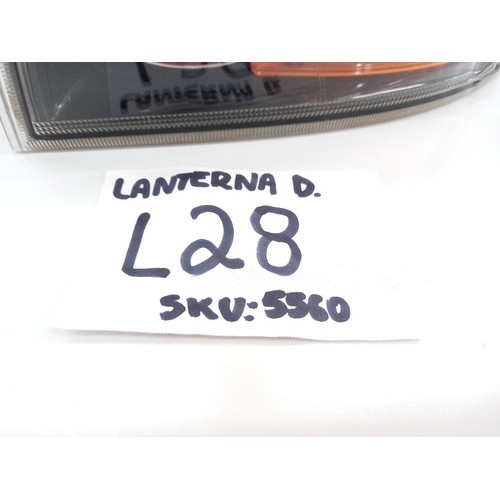 LANTERNA D.
L28
SKU: 5560